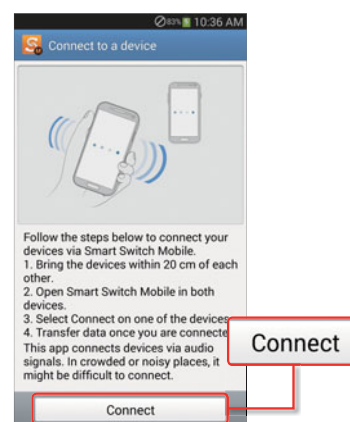 83% 10:36 AM
Connect to a device
Follow the steps below to connect your
devices via Smart Switch Mobile.
1. Bring the devices within 20 cm of each
other.
2. Open Smart Switch Mobile in both
devices.
3. Select Connect on one of the devices
4. Transfer data once you are connecte
This app connects devices via audio
signals. In crowded or noisy places, it
might be difficult to connect.
Connect
Connect